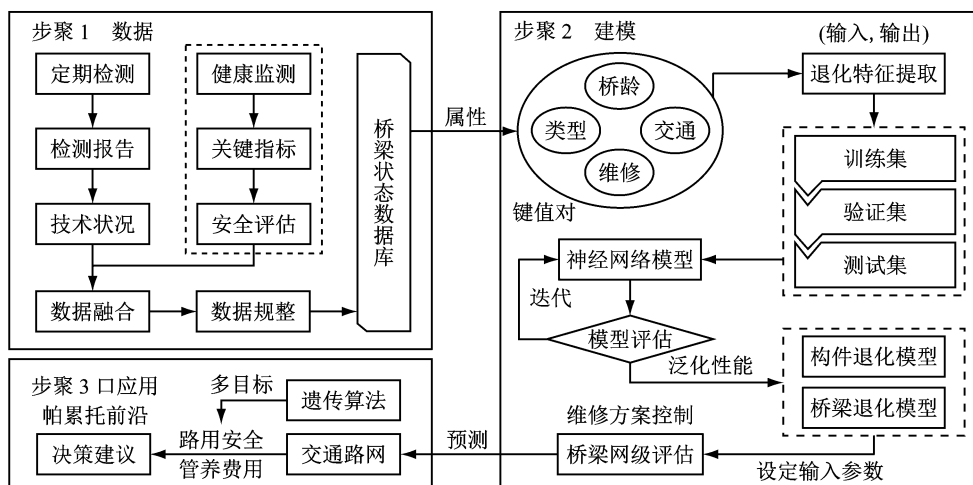 步聚 1　数据
定期检测
检测报告
技术状况
数据融合
健康监测
关键指标
安全评估
数据规整
桥梁状态数据库
属性
步聚 2　建模
桥龄
类型
交通
维修
键值对
(输入, 输出)
退化特征提取
训练集
验证集
测试集
神经网络模型
迭代
模型评估
泛化性能
构件退化模型
桥梁退化模型
设定输入参数
维修方案控制
桥梁网级评估
预测
步聚 3 口应用
帕累托前沿
多目标
遗传算法
交通路网
路用安全
管养费用
决策建议